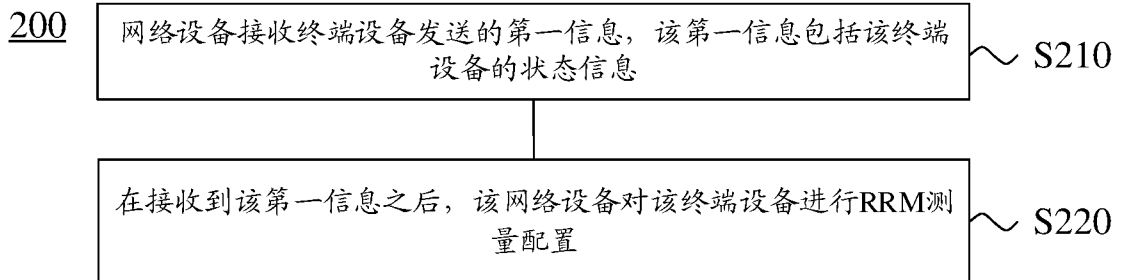 200
网络设备接收终端设备发送的第一信息，该第一信息包括该终端
设备的状态信息
S210
在接收到该第一信息之后，该网络设备对该终端设备进行RRM测
量配置
S220